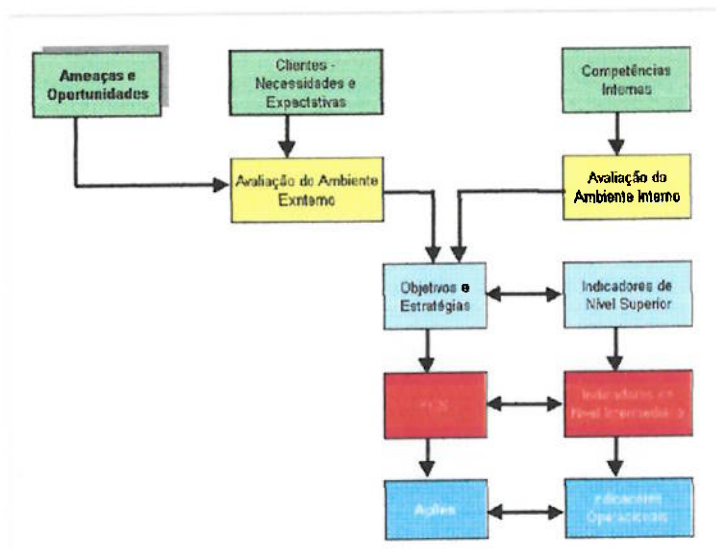 Ameaças e
Oportunidades
Clientes -
Necessidades e
Expectativas
Competências
Internas
Avaliação do Ambiente
Exnterno
Avaliação do
Ambiente Interno
Objetivos e
Estratégias
Indicadores de
Nível Superior
Indicadores de
Nível Intermediário
Ações
Indicadores
Operacionais